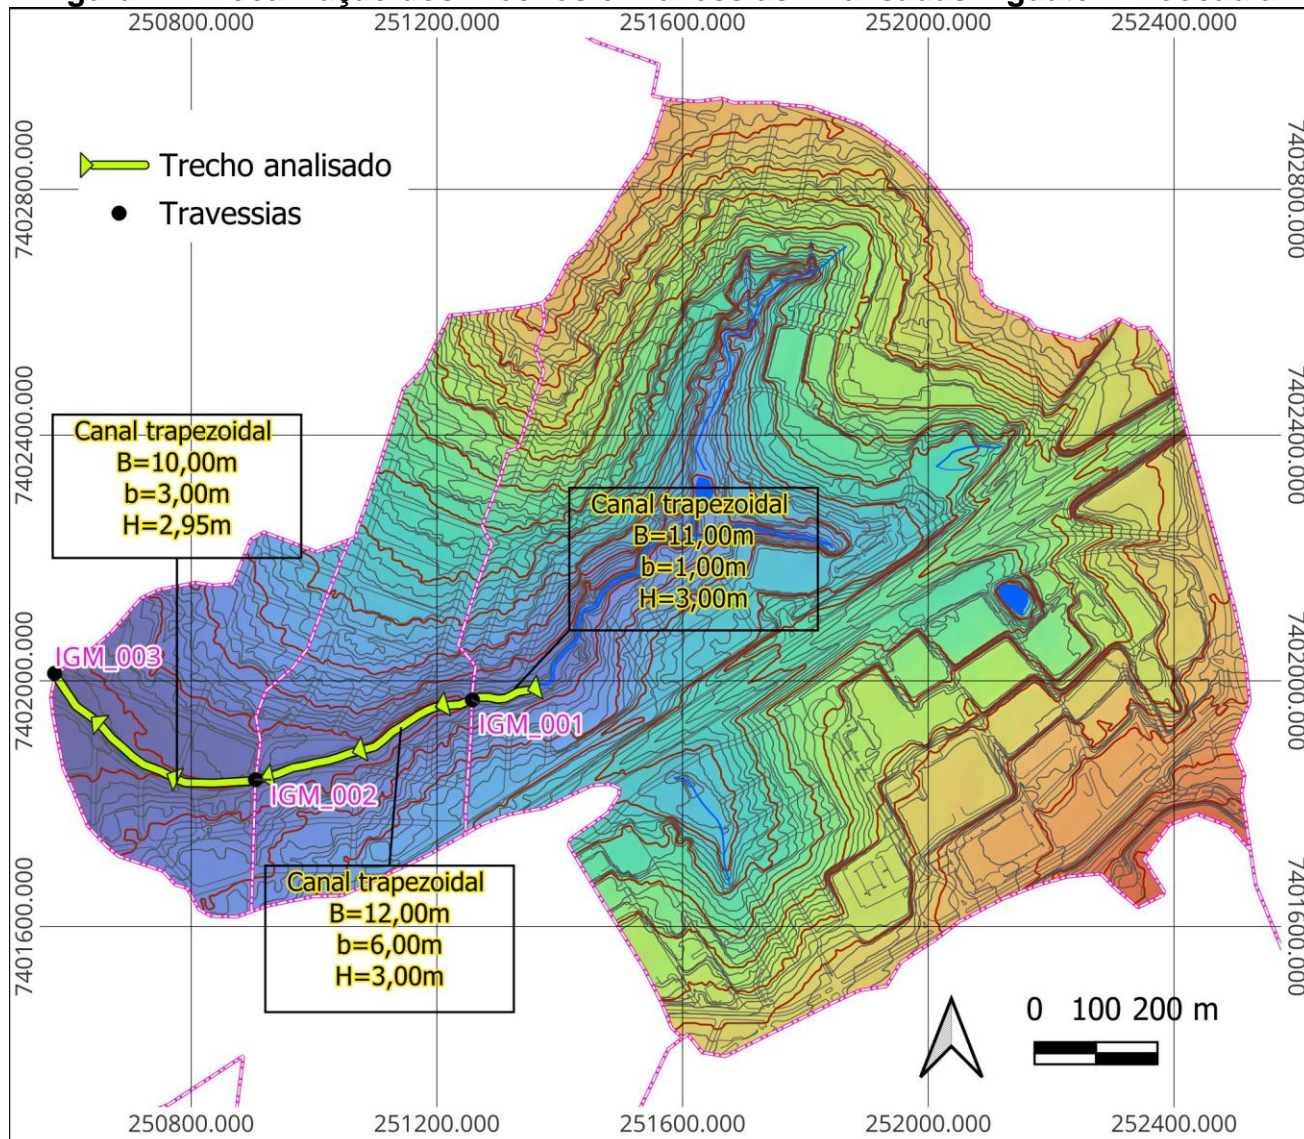 250800.000 251200.000 251600.000 252000.000 252400.000
7402800.000
7402800.000
Trecho analisado
Travessias
7402400.000
7402400.000
Canal trapezoidal
B=10,00m
b=3,00m
H=2,95m
Canal trapezoidal
B=11,00m
b=1,00m
H=3,00m
7402000.000
7402000.000
IGM_003
IGM_001
IGM_002
Canal trapezoidal
B=12,00m
b=6,00m
H=3,00m
7401600.000
7401600.000
0 100 200 m
250800.000 251200.000 251600.000 252000.000 252400.000